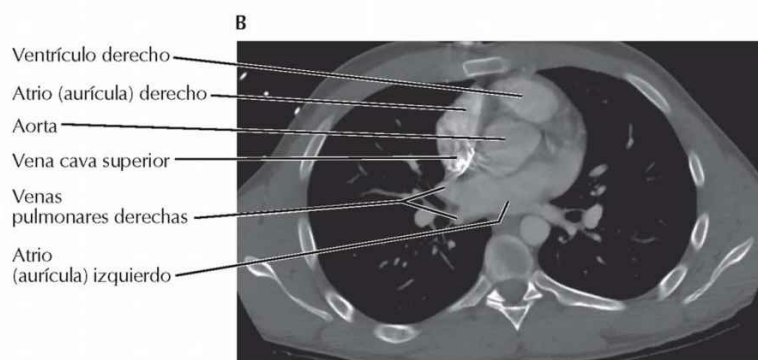 B
Ventrículo derecho
Atrio (aurícula) derecho
Aorta
Vena cava superior
Venas
pulmonares derechas
Atrio
(aurícula) izquierdo